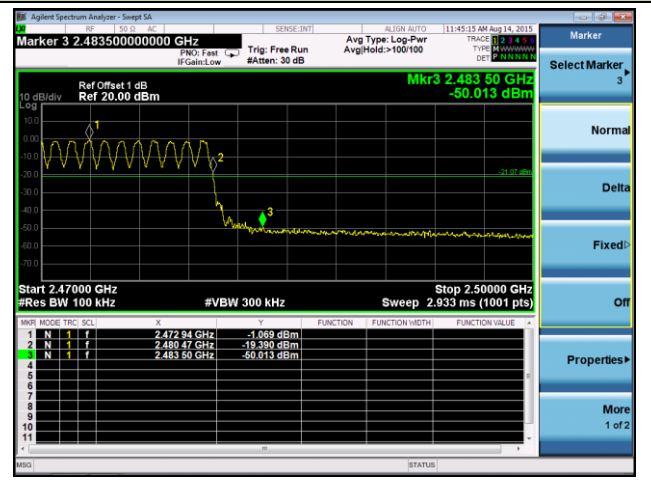 Agilent Spectrum Analyzer - Swept SA
RF 50 Ω AC SENSE:INT ALIGN AUTO 11:45:15 AM Aug 14, 2015
Marker 3 2.483500000000 GHz
PNO: Fast
IFGain:Low
Trig: Free Run
#Atten: 30 dB
Avg Type: Log-Pwr
Avg|Hold:>100/100
TRACE 1 2 3 4 5 6
TYPE M WWWWW
DET P N N N N N
Mkr3 2.483 50 GHz
-50.013 dBm
Ref Offset 1 dB
10 dB/div Ref 20.00 dBm
Log
10.0
0.00
-10.0
-20.0
-30.0
-40.0
-50.0
-60.0
-70.0
1
2
3
-21.07 dBm
Start 2.47000 GHz Stop 2.50000 GHz
#Res BW 100 kHz #VBW 300 kHz Sweep 2.933 ms (1001 pts)
MKR MODE TRC SCL X Y FUNCTION FUNCTION WIDTH FUNCTION VALUE
1 N 1 f 2.472 94 GHz -1.069 dBm
2 N 1 f 2.480 47 GHz -19.390 dBm
3 N 1 f 2.483 50 GHz -50.013 dBm
4
5
6
7
8
9
10
11
MSG STATUS
Marker
Select Marker
3
Normal
Delta
Fixed
Off
Properties
More
1 of 2